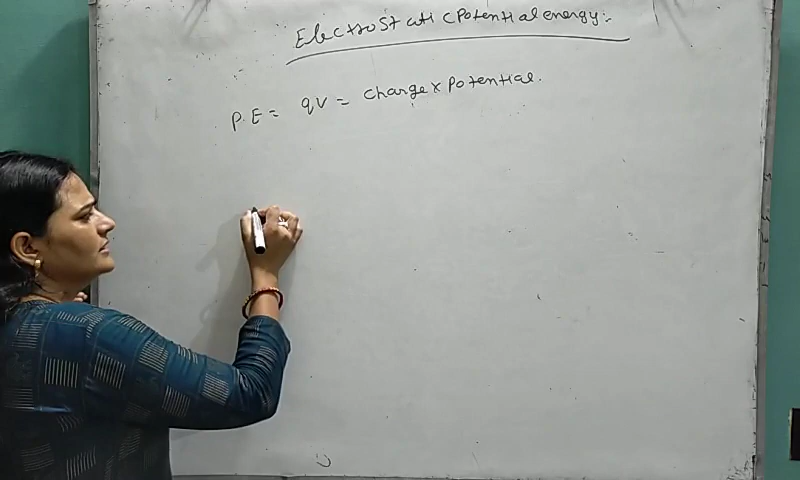 Electrostatic Potential energy:-
P.E = qV = Charge x Potential.